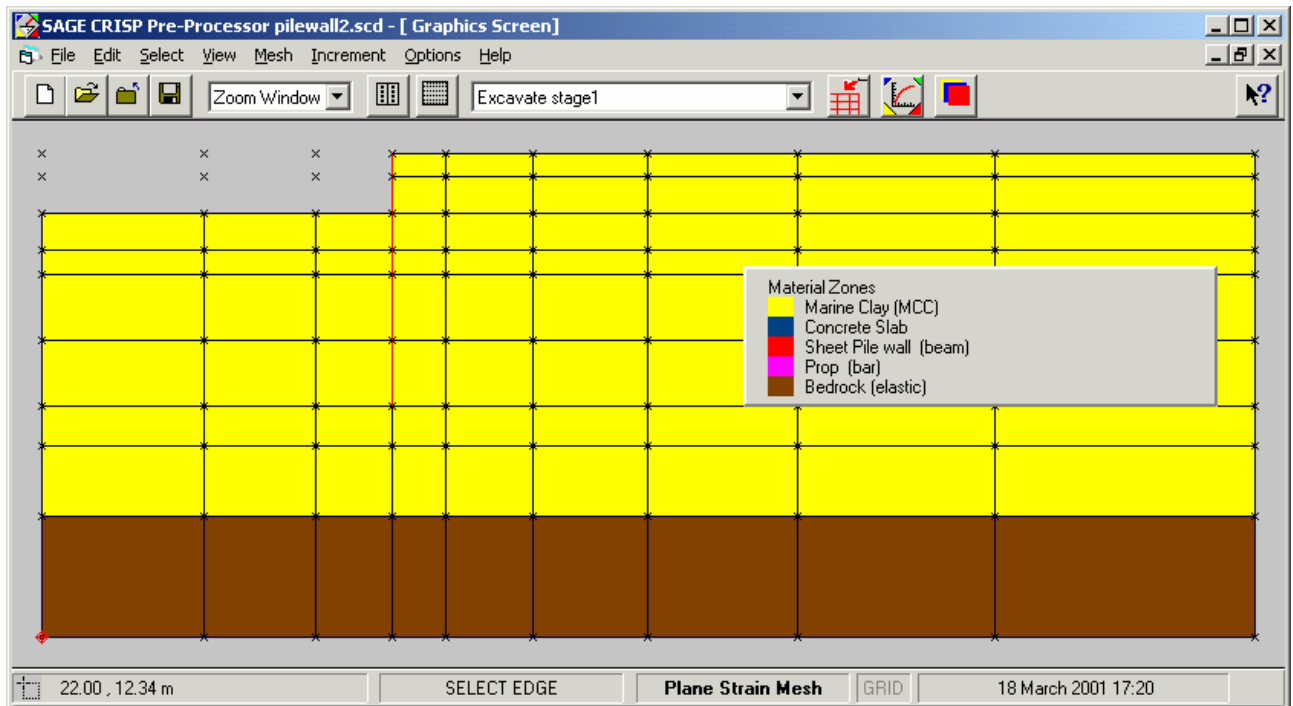 SAGE CRISP Pre-Processor pilewall2.scd - [ Graphics Screen]
File Edit Select View Mesh Increment Options Help
Zoom Window Excavate stage1
Material Zones
Marine Clay (MCC)
Concrete Slab
Sheet Pile wall (beam)
Prop (bar)
Bedrock (elastic)
22.00 , 12.34 m SELECT EDGE Plane Strain Mesh GRID 18 March 2001 17:20